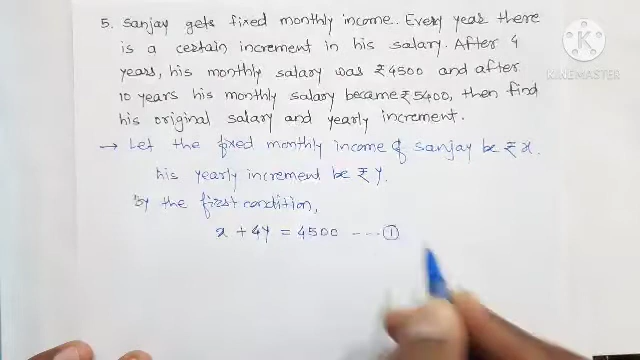 5. Sanjay gets fixed monthly income. Every year there
is a certain increment in his salary. After 4
years, his monthly salary was ₹4500 and after
10 years his monthly salary became ₹5400, then find
his original salary and yearly increment.
→ Let the fixed monthly income of Sanjay be ₹x.
his yearly increment be ₹y.
by the first condition,
x + 4y = 4500 ---- ①
KINEMASTER